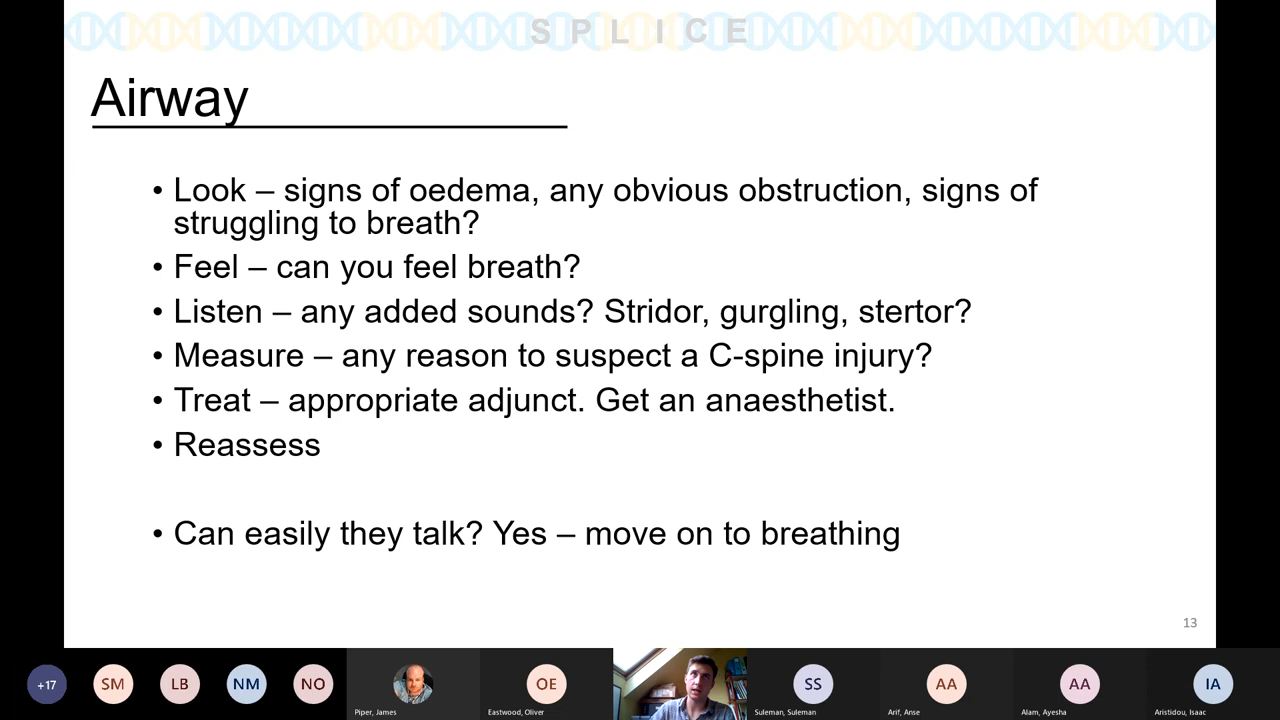 SPLICE
Airway
• Look – signs of oedema, any obvious obstruction, signs of
struggling to breath?
• Feel – can you feel breath?
• Listen – any added sounds? Stridor, gurgling, stertor?
• Measure – any reason to suspect a C-spine injury?
• Treat – appropriate adjunct. Get an anaesthetist.
• Reassess
• Can easily they talk? Yes – move on to breathing
13
+17 SM LB NM NO OE SS AA AA IA
Piper, James Eastwood, Oliver Suleman, Suleman Arif, Anse Alam, Ayesha Aristidou, Isaac